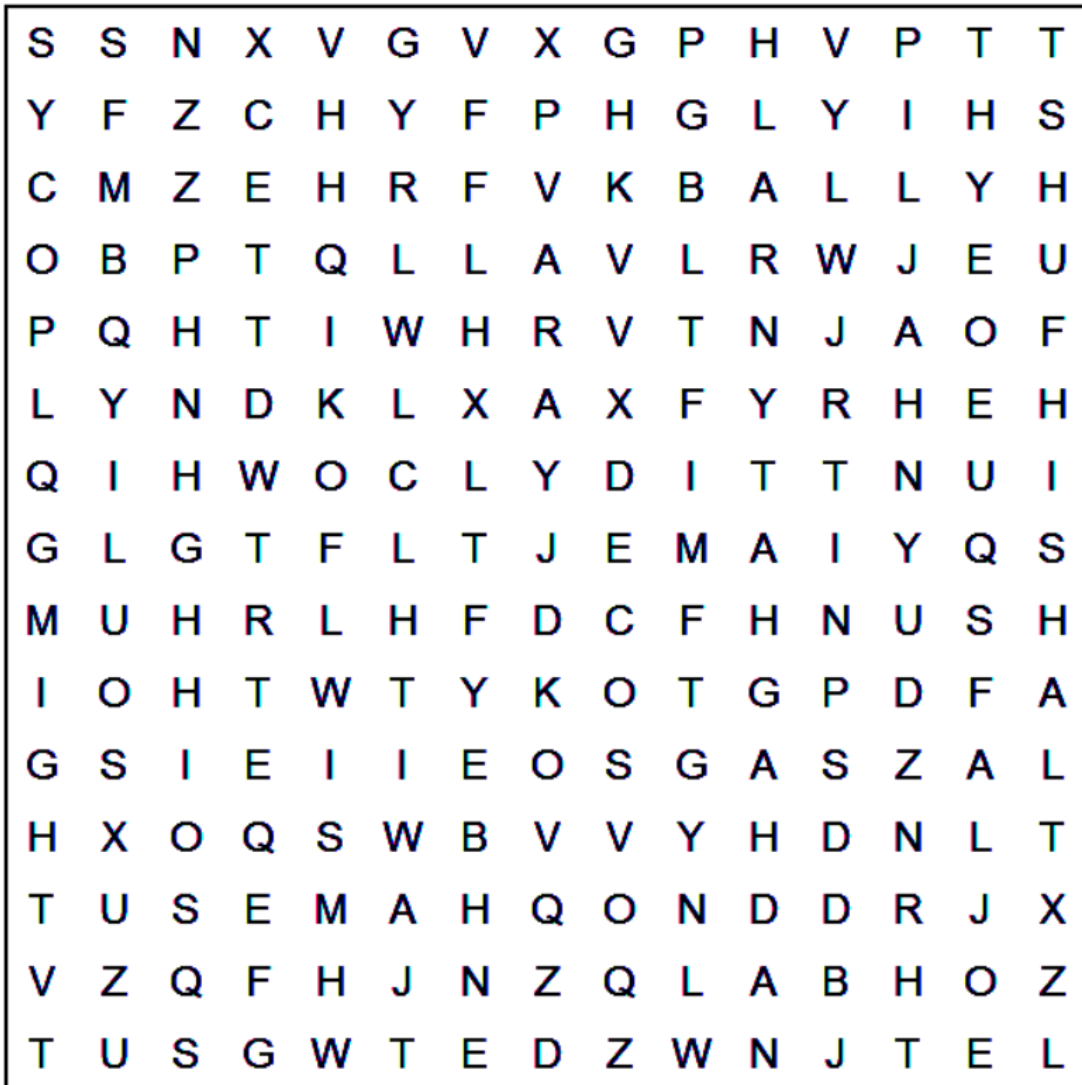 S S N X V G V X G P H V P T T
Y F Z C H Y F P H G L Y I H S
C M Z E H R F V K B A L L Y H
O B P T Q L L A V L R W J E U
P Q H T I W H R V T N J A O F
L Y N D K L X A X F Y R H E H
Q I H W O C L Y D I T T N U I
G L G T F L T J E M A I Y Q S
M U H R L H F D C F H N U S H
I O H T W T Y K O T G P D F A
G S I E I I E O S G A S Z A L
H X O Q S W B V V Y H D N L T
T U S E M A H Q O N D D R J X
V Z Q F H J N Z Q L A B H O Z
T U S G W T E D Z W N J T E L